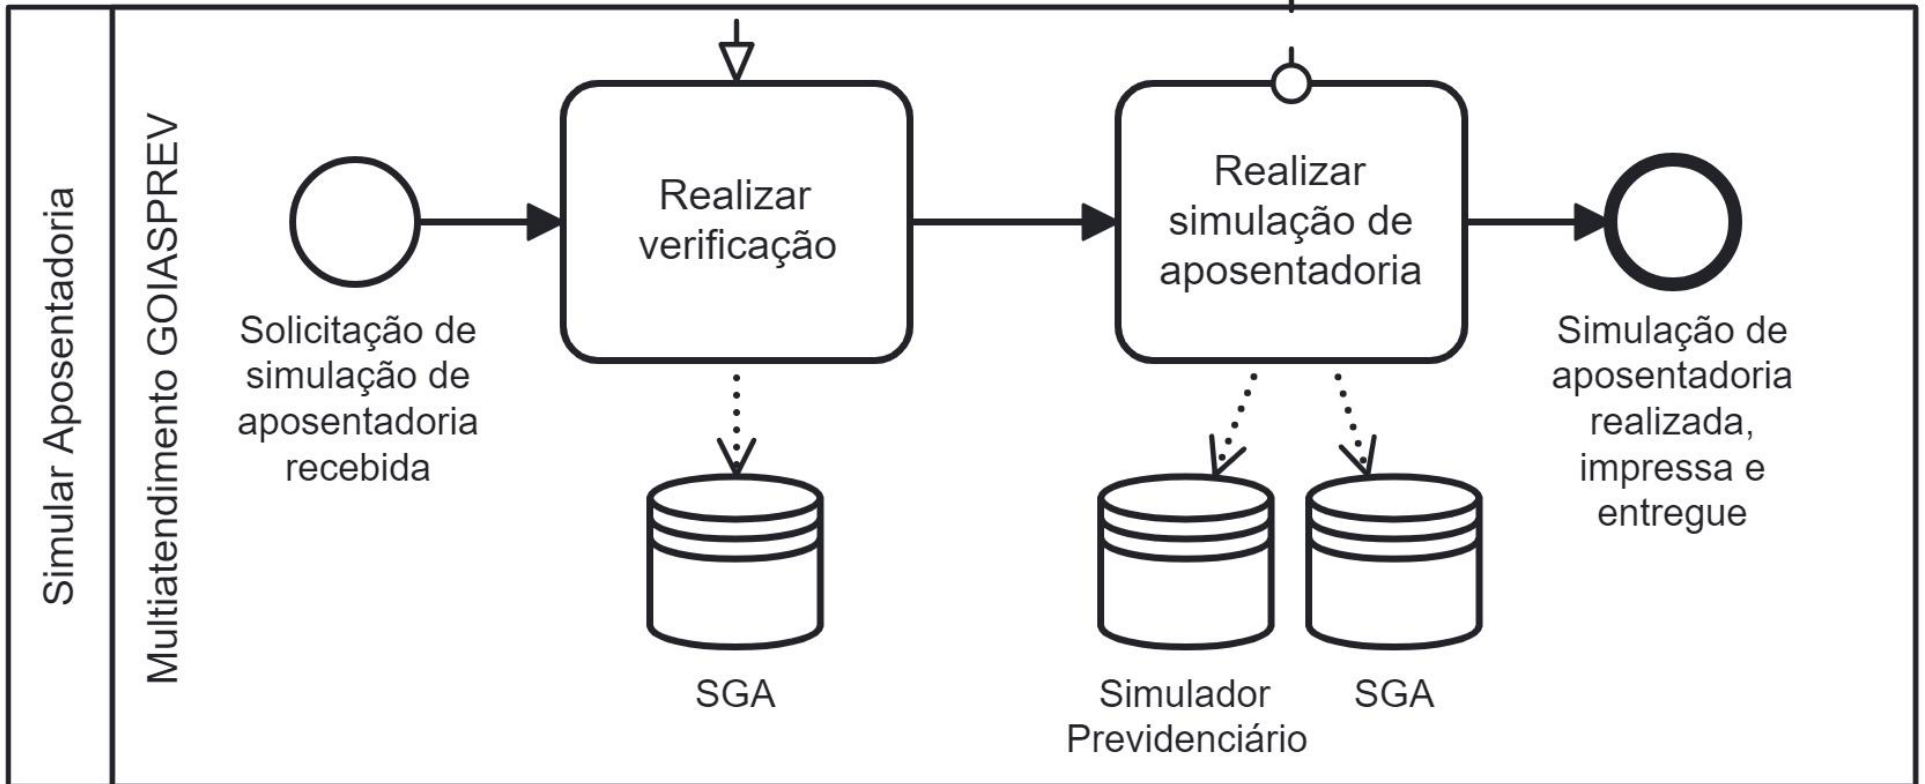 Simular Aposentadoria
Multiatendimento GOIASPREV
Solicitação de
simulação de
aposentadoria
recebida
Realizar
verificação
SGA
Realizar
simulação de
aposentadoria
Simulador
Previdenciário
SGA
Simulação de
aposentadoria
realizada,
impressa e
entregue